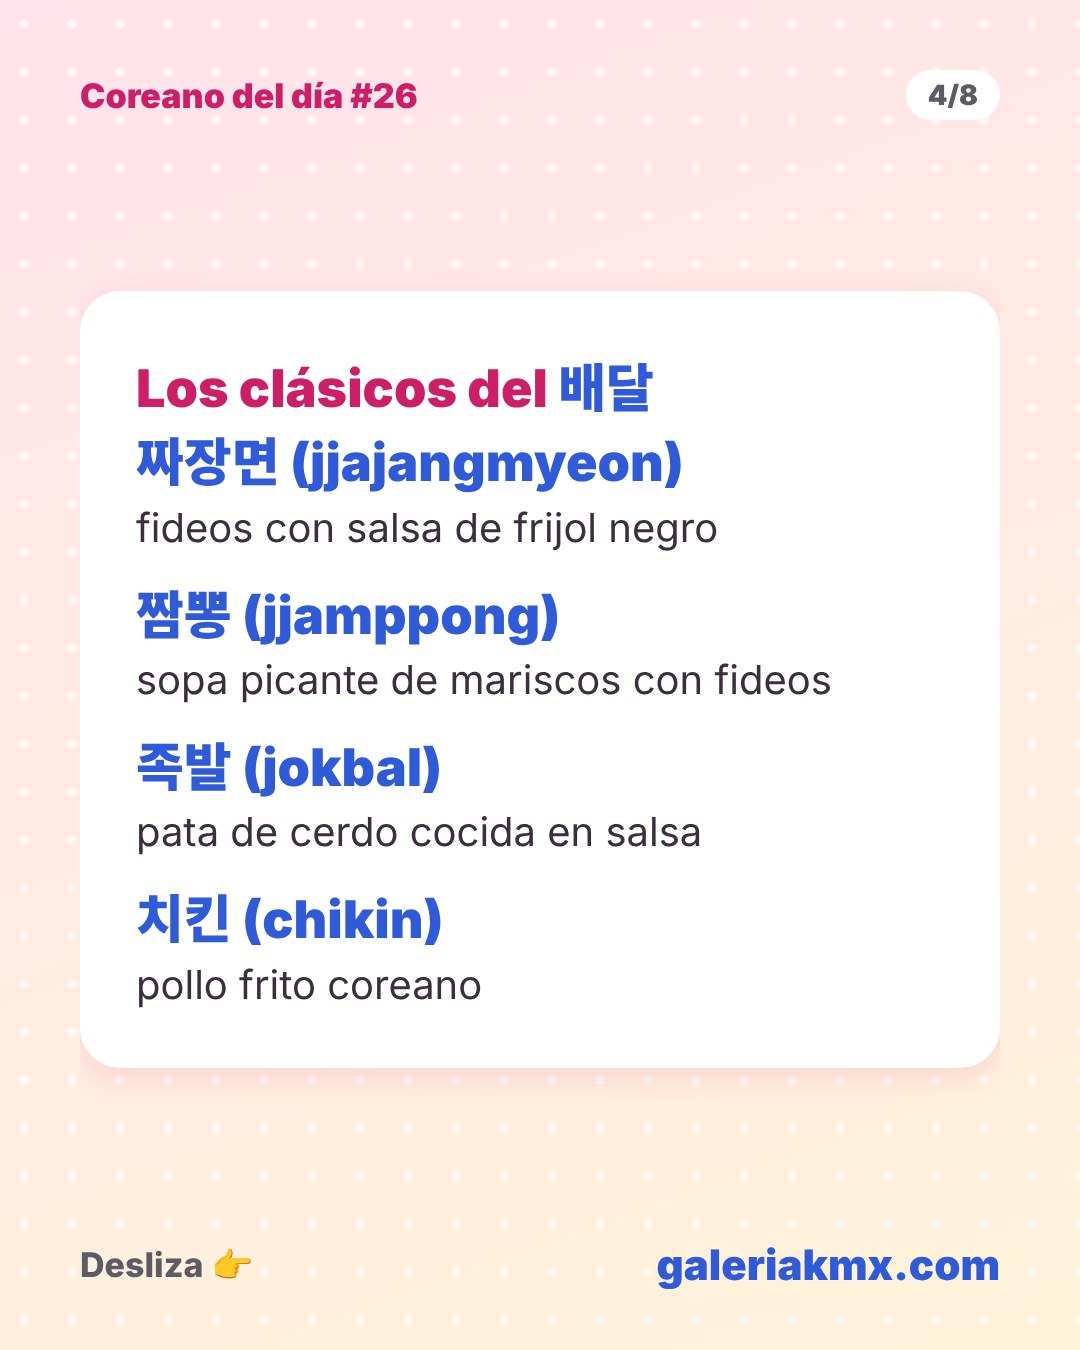 Coreano del día #26
4/8
Los clásicos del 배달
짜장면 (jjajangmyeon)
fideos con salsa de frijol negro
짬뽕 (jjamppong)
sopa picante de mariscos con fideos
족발 (jokbal)
pata de cerdo cocida en salsa
치킨 (chikin)
pollo frito coreano
Desliza 👉
galeriakmx.com